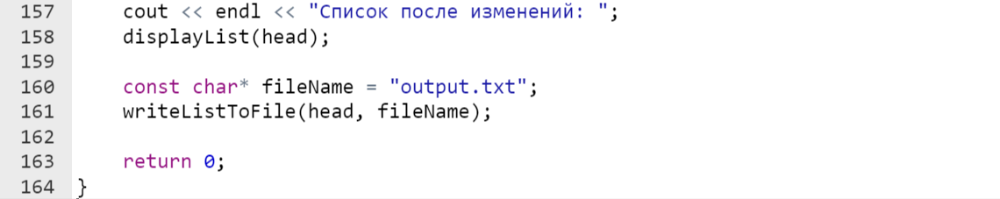 157 cout << endl << "Список после изменений: ";
158 displayList(head);
159
160 const char* fileName = "output.txt";
161 writeListToFile(head, fileName);
162
163 return 0;
164 }